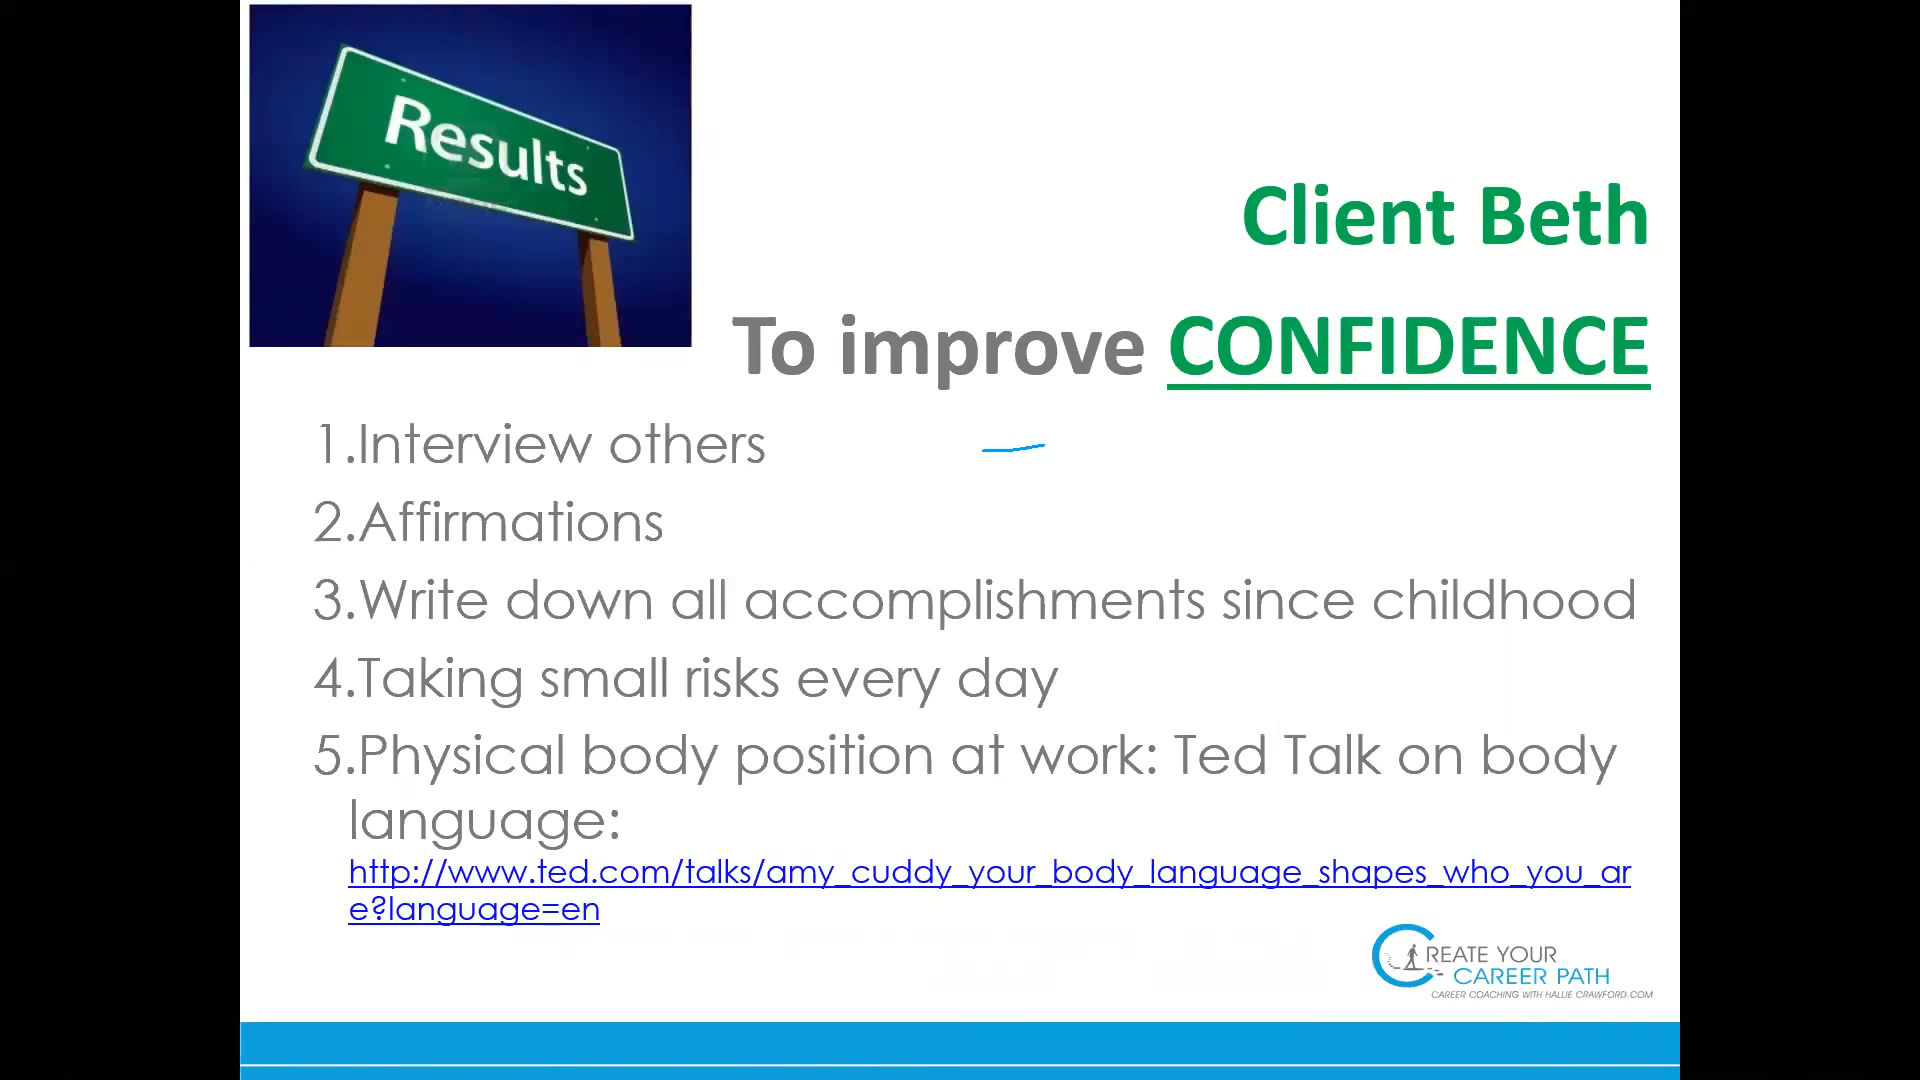 Results
Client Beth
To improve CONFIDENCE
1.Interview others
2.Affirmations
3.Write down all accomplishments since childhood
4.Taking small risks every day
5.Physical body position at work: Ted Talk on body
language:
http://www.ted.com/talks/amy_cuddy_your_body_language_shapes_who_you_ar
e?language=en
CREATE YOUR
CAREER PATH
CAREER COACHING WITH HALLIE CRAWFORD.COM